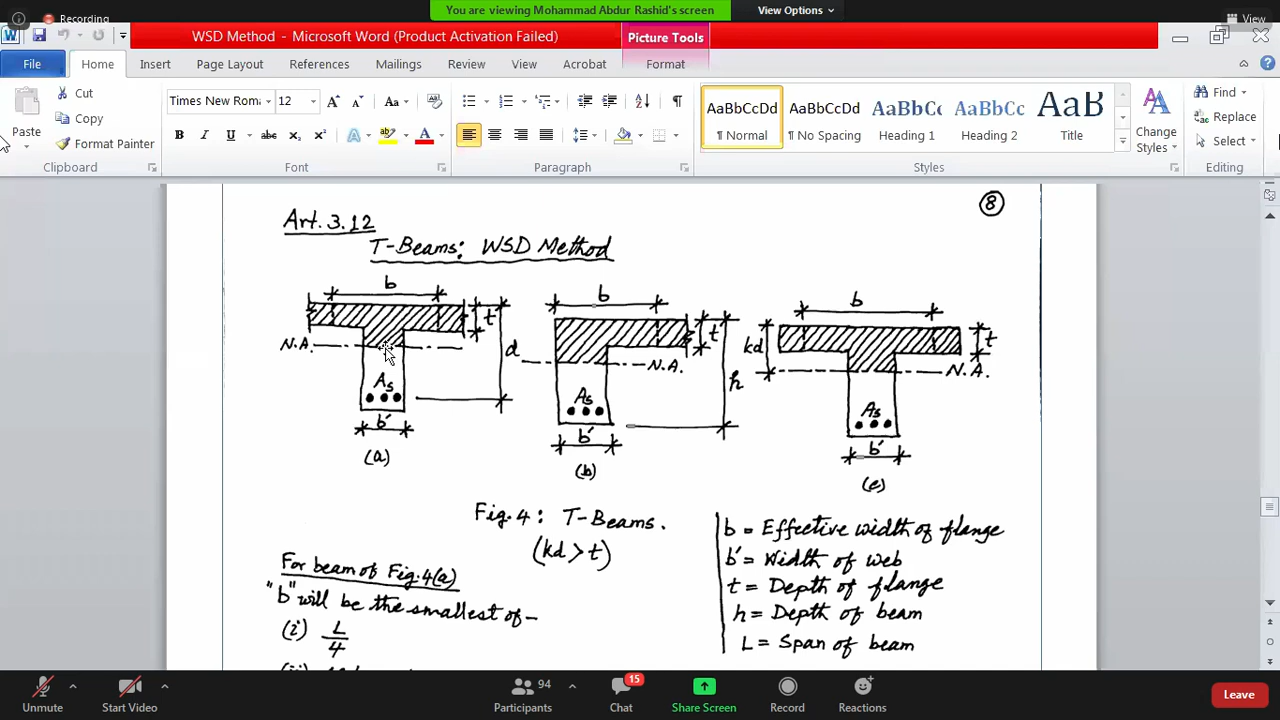 Recording
You are viewing Mohammad Abdur Rashid's screen
View Options
View
WSD Method - Microsoft Word (Product Activation Failed)
Picture Tools
File
Home
Insert
Page Layout
References
Mailings
Review
View
Acrobat
Format
Paste
Cut
Copy
Format Painter
Clipboard
Times New Roma
12
Font
Paragraph
AaBbCcDd
¶ Normal
AaBbCcDd
¶ No Spacing
AaBbCc
Heading 1
AaBbCc
Heading 2
AaB
Title
Change Styles
Styles
Find
Replace
Select
Editing
8
Art. 3.12
T-Beams: WSD Method
b
t
d
N.A.
As
b'
(a)
b
t
h
N.A.
As
b'
(b)
b
kd
t
N.A.
As
b'
(c)
Fig. 4 : T-Beams.
(kd > t)
b = Effective width of flange
b' = Width of web
t = Depth of flange
h = Depth of beam
L = Span of beam
For beam of Fig. 4(a)
"b" will be the smallest of -
(i) L/4
Unmute
Start Video
94
Participants
15
Chat
Share Screen
Record
Reactions
Leave